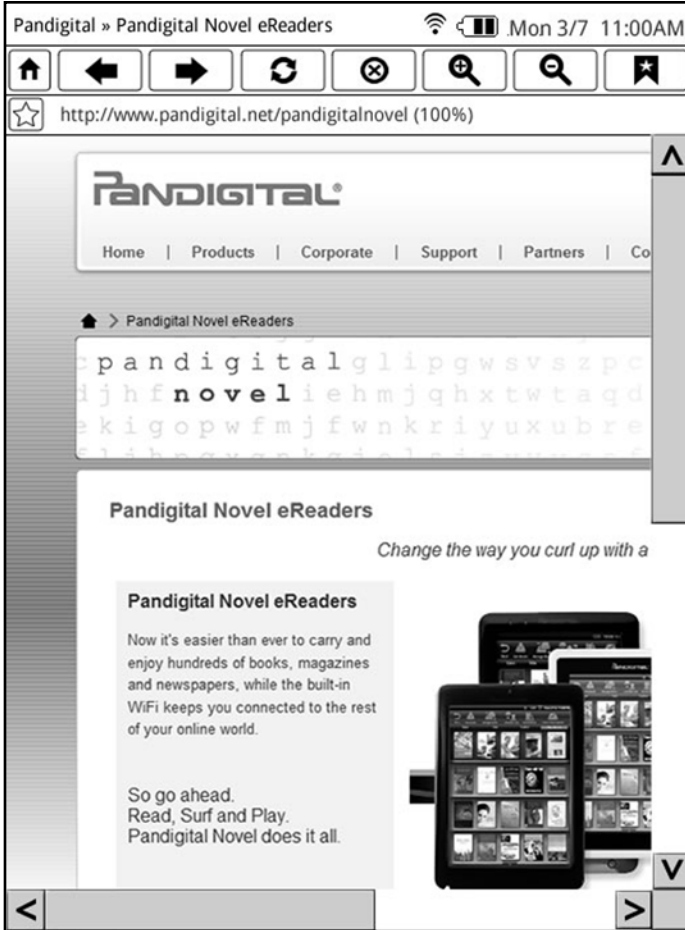 Pandigital » Pandigital Novel eReaders Mon 3/7 11:00AM
http://www.pandigital.net/pandigitalnovel (100%)
PANDIGITAL®
Home | Products | Corporate | Support | Partners | Co
> Pandigital Novel eReaders
c p a n d i g i t a l g l i p g w s v s z p c
d j h f n o v e l i e h m j q h x t w t a q d
e k i g o p w f m j f w n k r i y u x u b r e
Pandigital Novel eReaders
Change the way you curl up with a
Pandigital Novel eReaders
Now it's easier than ever to carry and
enjoy hundreds of books, magazines
and newspapers, while the built-in
WiFi keeps you connected to the rest
of your online world.
So go ahead.
Read, Surf and Play.
Pandigital Novel does it all.